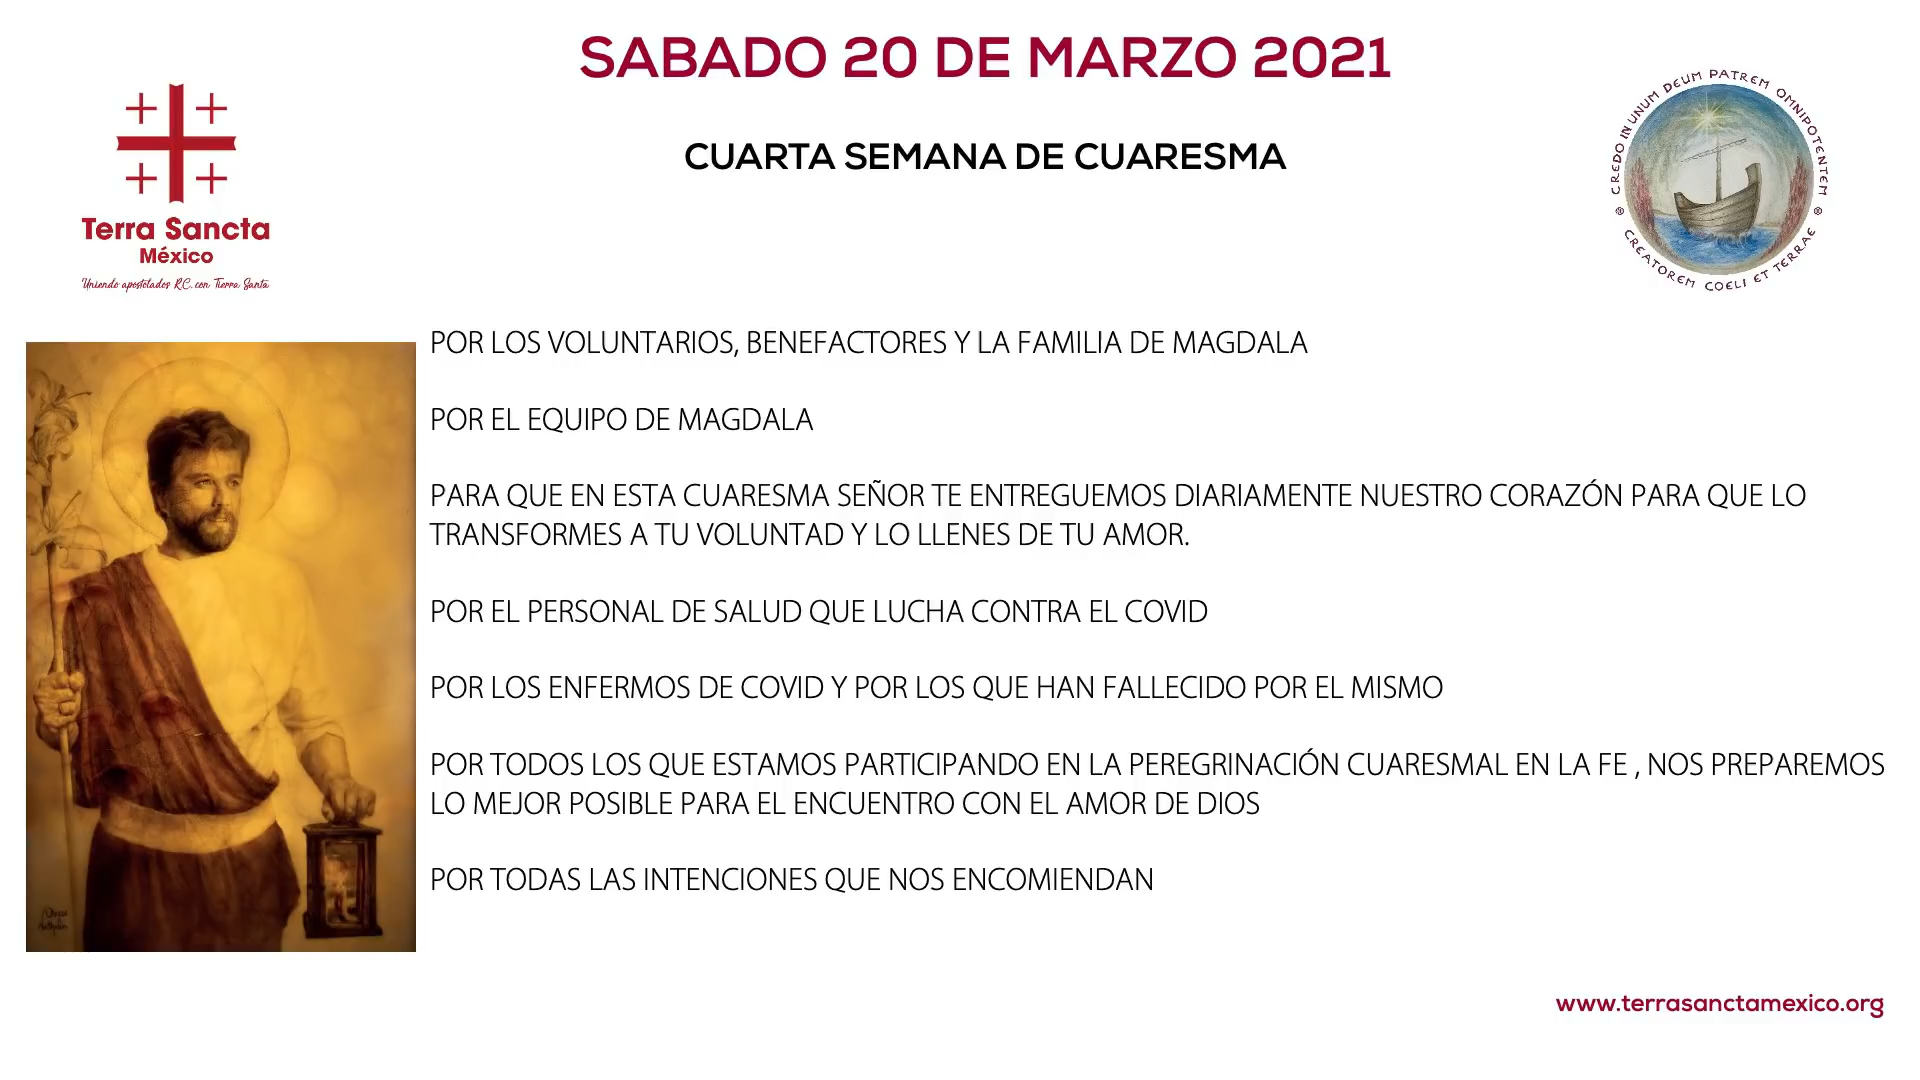 SABADO 20 DE MARZO 2021
CUARTA SEMANA DE CUARESMA
Terra Sancta
México
Uniendo apostolados R.C. con Tierra Santa
CREDO IN UNUM DEUM PATREM OMNIPOTENTEM
CREATOREM COELI ET TERRAE
POR LOS VOLUNTARIOS, BENEFACTORES Y LA FAMILIA DE MAGDALA
POR EL EQUIPO DE MAGDALA
PARA QUE EN ESTA CUARESMA SEÑOR TE ENTREGUEMOS DIARIAMENTE NUESTRO CORAZÓN PARA QUE LO
TRANSFORMES A TU VOLUNTAD Y LO LLENES DE TU AMOR.
POR EL PERSONAL DE SALUD QUE LUCHA CONTRA EL COVID
POR LOS ENFERMOS DE COVID Y POR LOS QUE HAN FALLECIDO POR EL MISMO
POR TODOS LOS QUE ESTAMOS PARTICIPANDO EN LA PEREGRINACIÓN CUARESMAL EN LA FE , NOS PREPAREMOS
LO MEJOR POSIBLE PARA EL ENCUENTRO CON EL AMOR DE DIOS
POR TODAS LAS INTENCIONES QUE NOS ENCOMIENDAN
www.terrasanctamexico.org